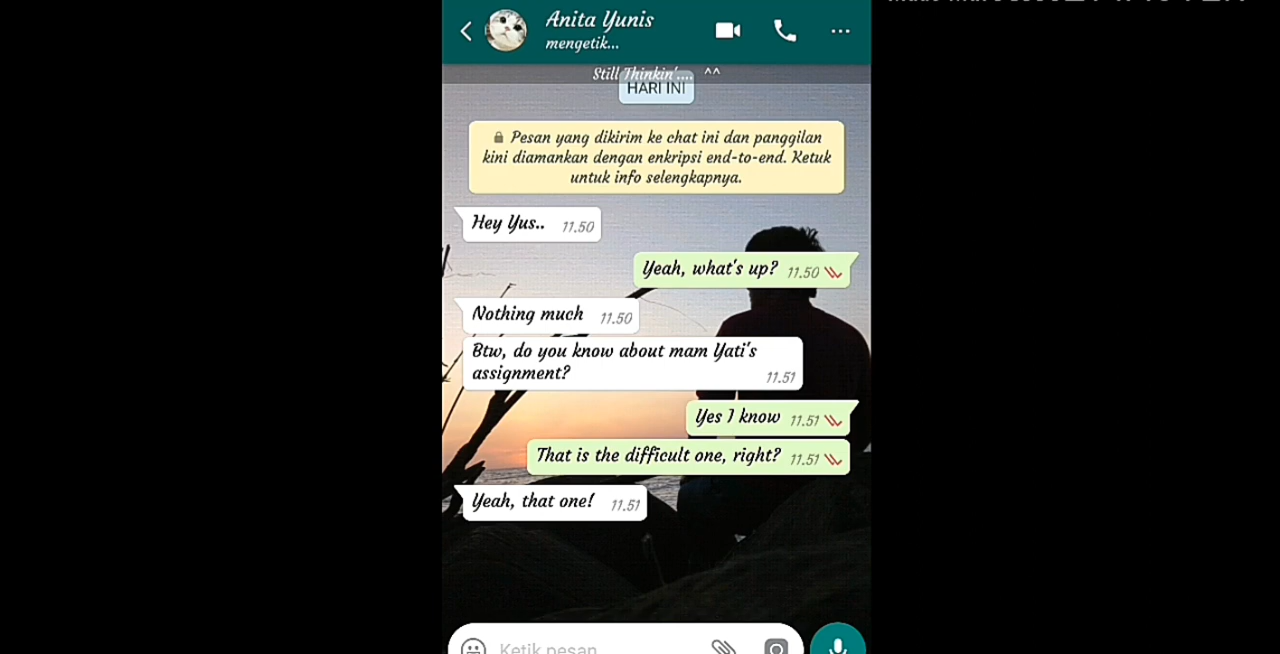 Anita Yunis
mengetik...
Still Thinkin'.... ^^
HARI INI
Pesan yang dikirim ke chat ini dan panggilan
kini diamankan dengan enkripsi end-to-end. Ketuk
untuk info selengkapnya.
Hey Yus.. 11.50
Yeah, what's up? 11.50
Nothing much 11.50
Btw, do you know about mam Yati's
assignment? 11.51
Yes I know 11.51
That is the difficult one, right? 11.51
Yeah, that one! 11.51
Ketik pesan